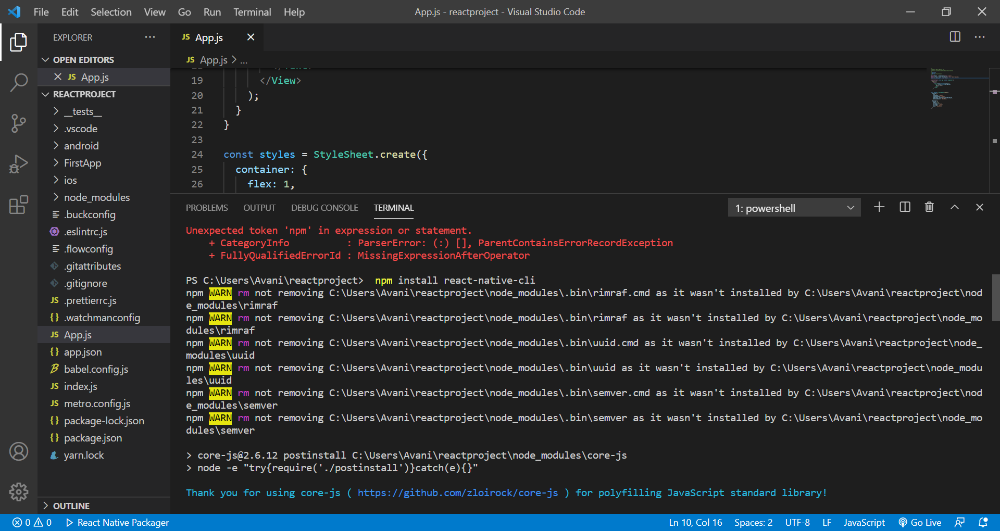 File Edit Selection View Go Run Terminal Help
App.js - reactproject - Visual Studio Code
EXPLORER
OPEN EDITORS
JS App.js
REACTPROJECT
__tests__
.vscode
android
FirstApp
ios
node_modules
.buckconfig
.eslintrc.js
.flowconfig
.gitattributes
.gitignore
JS .prettierrc.js
{} .watchmanconfig
JS App.js
{} app.json
babel.config.js
JS index.js
JS metro.config.js
{} package-lock.json
{} package.json
yarn.lock
OUTLINE
JS App.js
JS App.js > ...
19 </View>
20 );
21 }
22 }
23
24 const styles = StyleSheet.create({
25 container: {
26 flex: 1,
PROBLEMS OUTPUT DEBUG CONSOLE TERMINAL
1: powershell
Unexpected token 'npm' in expression or statement.
+ CategoryInfo : ParserError: (:) [], ParentContainsErrorRecordException
+ FullyQualifiedErrorId : MissingExpressionAfterOperator
PS C:\Users\Avani\reactproject> npm install react-native-cli
npm WARN rm not removing C:\Users\Avani\reactproject\node_modules\.bin\rimraf.cmd as it wasn't installed by C:\Users\Avani\reactproject\nod
e_modules\rimraf
npm WARN rm not removing C:\Users\Avani\reactproject\node_modules\.bin\rimraf as it wasn't installed by C:\Users\Avani\reactproject\node_mo
dules\rimraf
npm WARN rm not removing C:\Users\Avani\reactproject\node_modules\.bin\uuid.cmd as it wasn't installed by C:\Users\Avani\reactproject\node_
modules\uuid
npm WARN rm not removing C:\Users\Avani\reactproject\node_modules\.bin\uuid as it wasn't installed by C:\Users\Avani\reactproject\node_modu
les\uuid
npm WARN rm not removing C:\Users\Avani\reactproject\node_modules\.bin\semver.cmd as it wasn't installed by C:\Users\Avani\reactproject\nod
e_modules\semver
npm WARN rm not removing C:\Users\Avani\reactproject\node_modules\.bin\semver as it wasn't installed by C:\Users\Avani\reactproject\node_mo
dules\semver
> core-js@2.6.12 postinstall C:\Users\Avani\reactproject\node_modules\core-js
> node -e "try{require('./postinstall')}catch(e){}"
Thank you for using core-js ( https://github.com/zloirock/core-js ) for polyfilling JavaScript standard library!
0 0 React Native Packager
Ln 10, Col 16 Spaces: 2 UTF-8 LF JavaScript Go Live